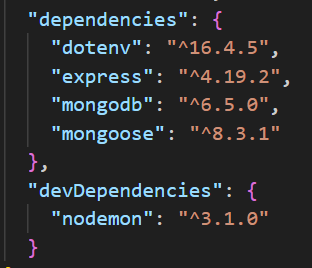 "dependencies": {
"dotenv": "^16.4.5",
"express": "^4.19.2",
"mongodb": "^6.5.0",
"mongoose": "^8.3.1"
},
"devDependencies": {
"nodemon": "^3.1.0"
}